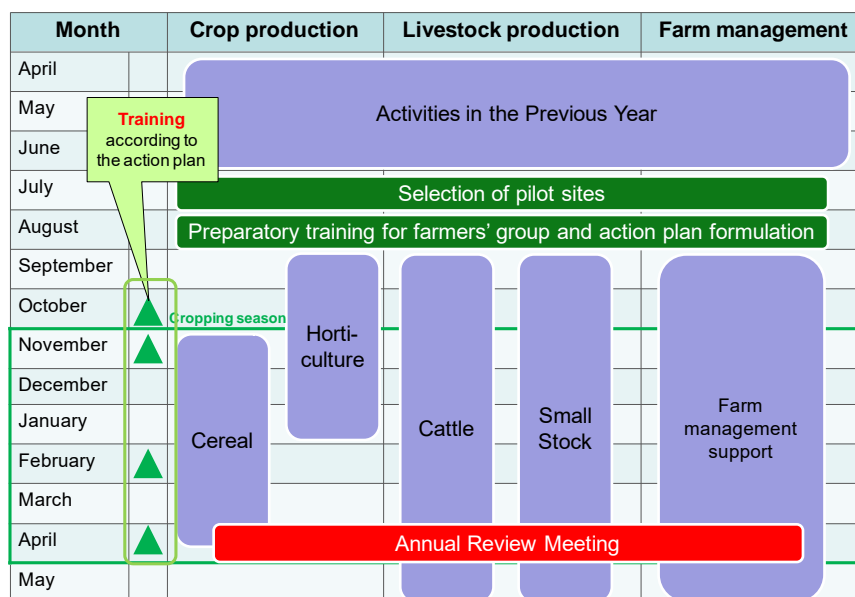 Month Crop production Livestock production Farm management
April
May
June
Activities in the Previous Year
Training
according to
the action plan
July
Selection of pilot sites
August
Preparatory training for farmers' group and action plan formulation
September
October
Cropping season
November
December
January
February
March
April
May
Horti-
culture
Cereal
Cattle
Small
Stock
Farm
management
support
Annual Review Meeting